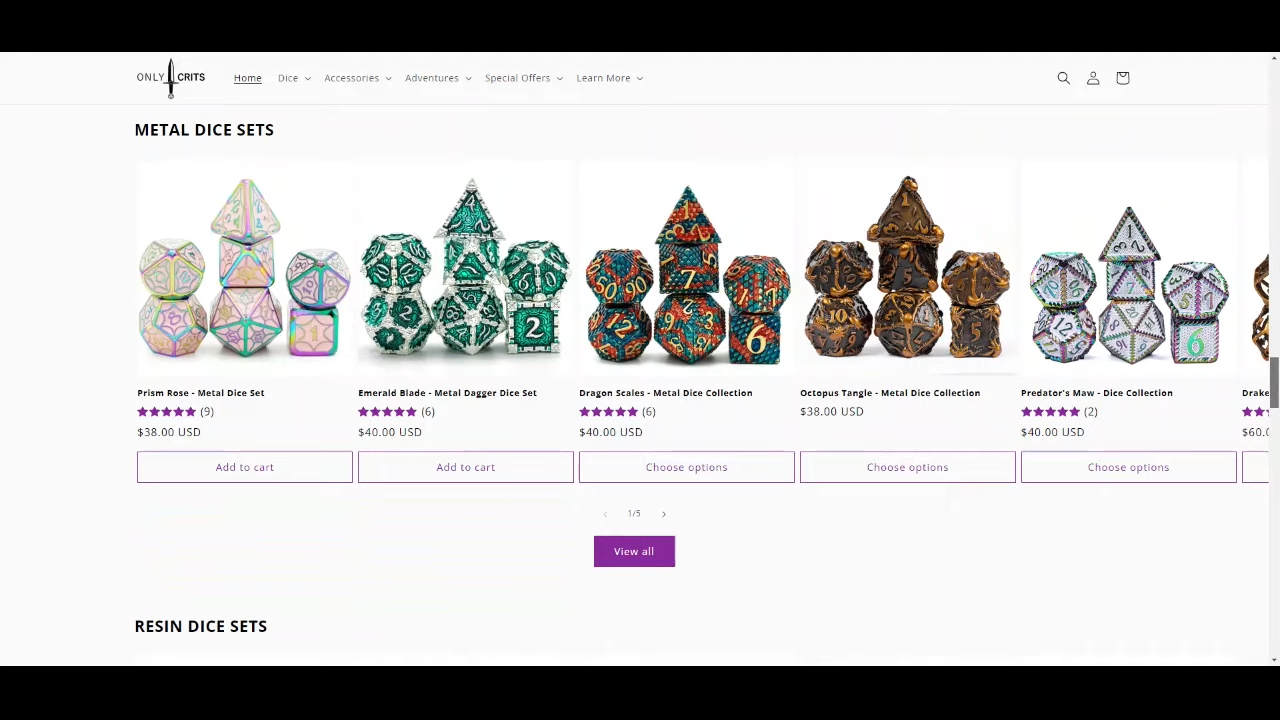 ONLY CRITS
Home Dice Accessories Adventures Special Offers Learn More
METAL DICE SETS
Prism Rose - Metal Dice Set
(9)
$38.00 USD
Add to cart
Emerald Blade - Metal Dagger Dice Set
(6)
$40.00 USD
Add to cart
Dragon Scales - Metal Dice Collection
(6)
$40.00 USD
Choose options
Octopus Tangle - Metal Dice Collection
$38.00 USD
Choose options
Predator's Maw - Dice Collection
(2)
$40.00 USD
Choose options
Drake
$60.0
1/5
View all
RESIN DICE SETS